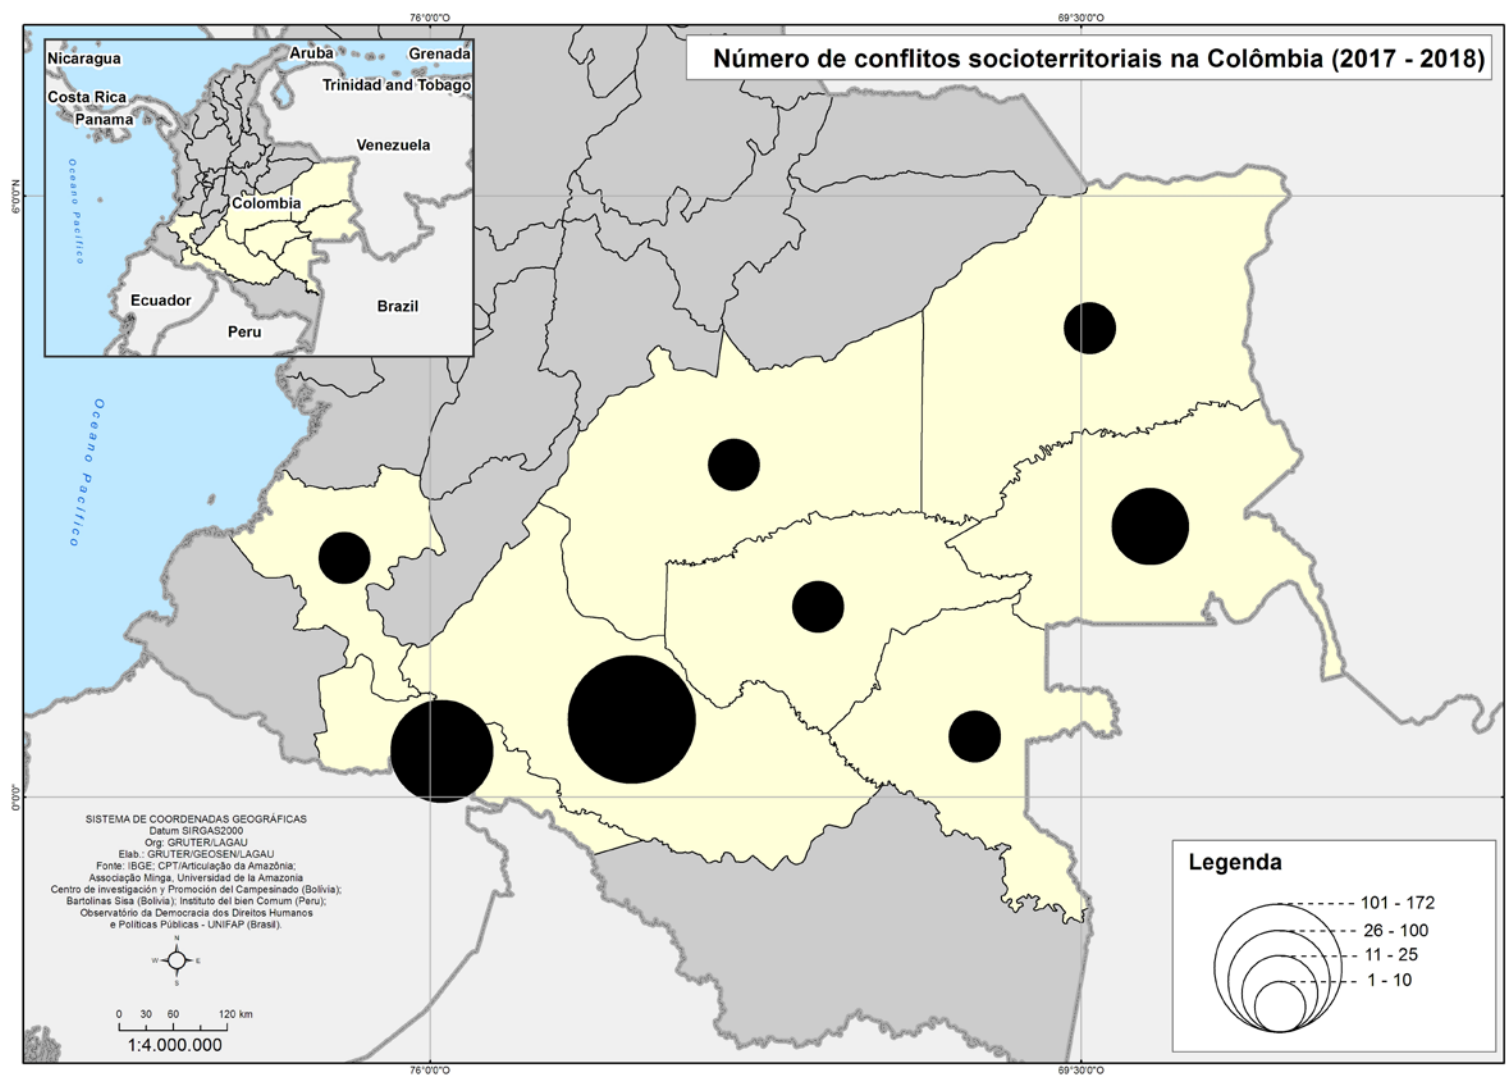 76°0'0"O
69°30'0"O
Número de conflitos socioterritoriais na Colômbia (2017 - 2018)
Nicaragua
Aruba
Grenada
Trinidad and Tobago
Costa Rica
Panama
Venezuela
Oceano Pacífico
Colombia
Ecuador
Brazil
Peru
6°0'0"N
Oceano Pacífico
0°0'0"
SISTEMA DE COORDENADAS GEOGRÁFICAS
Datum SIRGAS2000
Org: GRUTER/LAGAU
Elab.: GRUTER/GEOSEN/LAGAU
Fonte: IBGE; CPT/Articulação da Amazônia;
Associação Minga, Universidad de la Amazonia
Centro de investigación y Promoción del Campesinado (Bolívia);
Bartolinas Sisa (Bolivia); Instituto del bien Comum (Peru);
Observatório da Democracia dos Direitos Humanos
e Políticas Públicas - UNIFAP (Brasil).
N
W E
S
0 30 60 120 km
1:4.000.000
Legenda
101 - 172
26 - 100
11 - 25
1 - 10
76°0'0"O
69°30'0"O